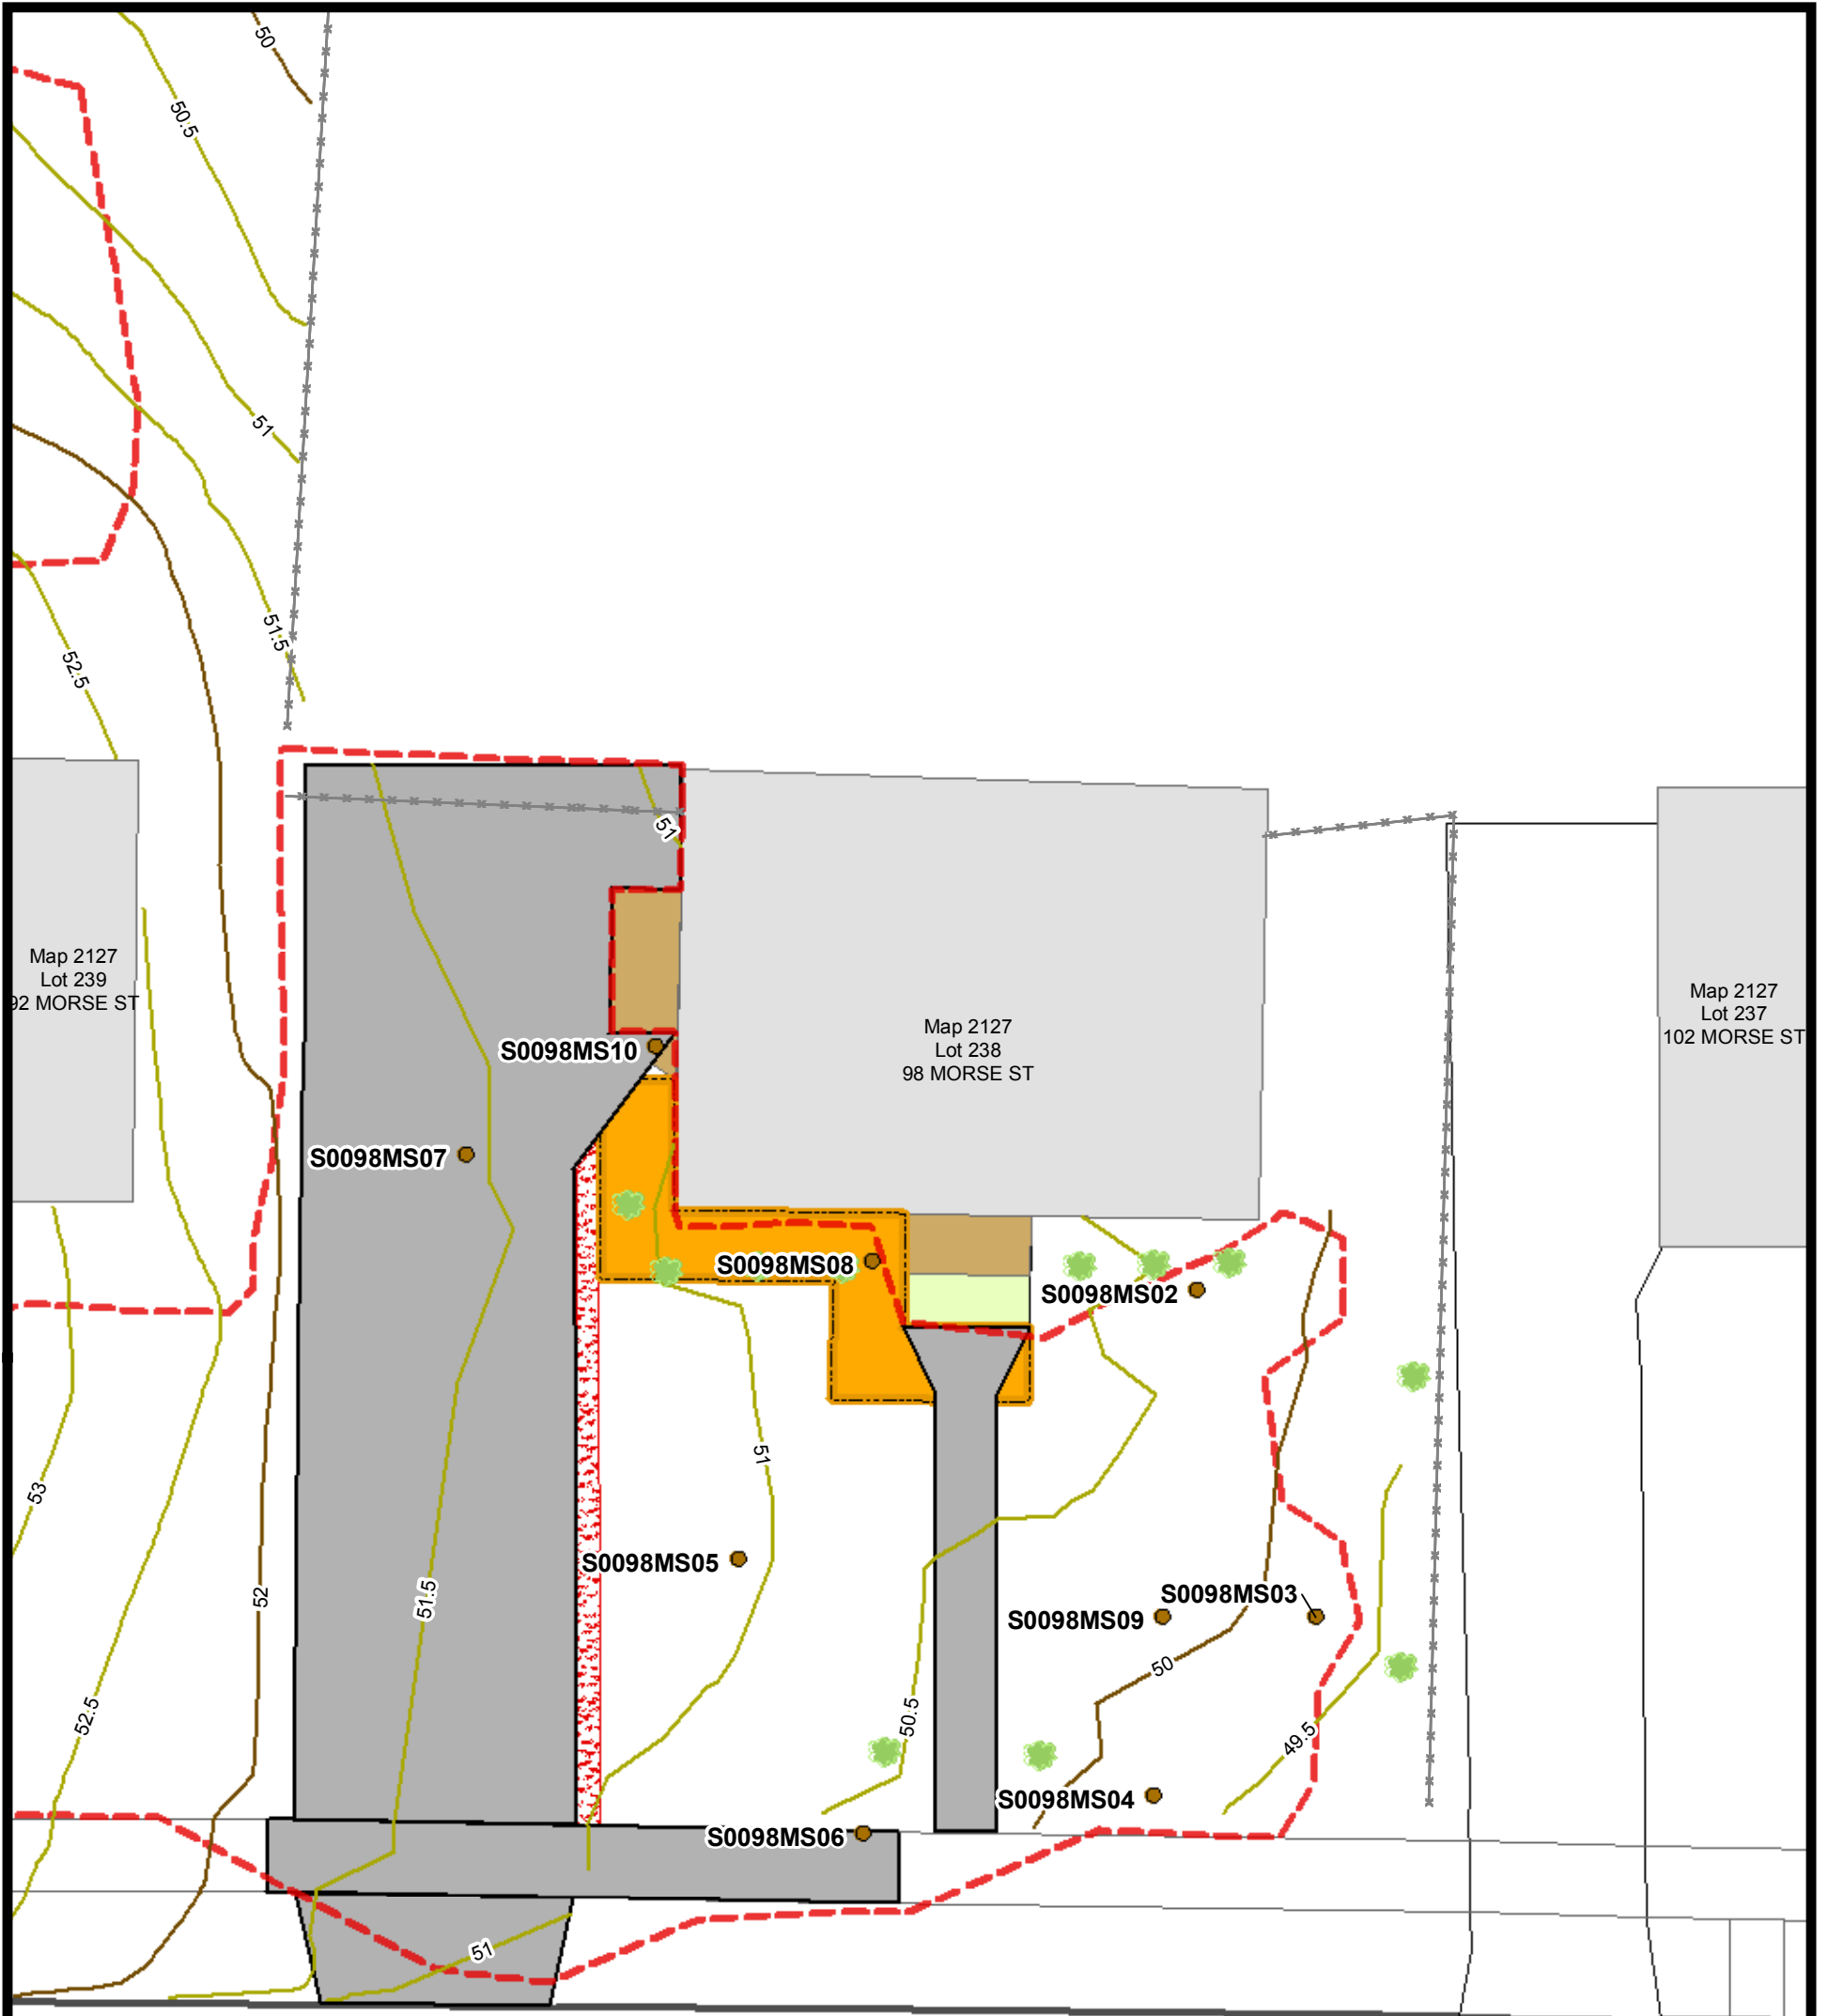 50
50.5
51
51.5
52.5
51
Map 2127
Lot 239
92 MORSE ST
Map 2127
Lot 237
102 MORSE ST
Map 2127
Lot 238
98 MORSE ST
S0098MS10
S0098MS07
S0098MS08
S0098MS02
51
53
S0098MS05
52
51.5
S0098MS03
S0098MS09
50
52.5
50.5
49.5
S0098MS04
S0098MS06
51